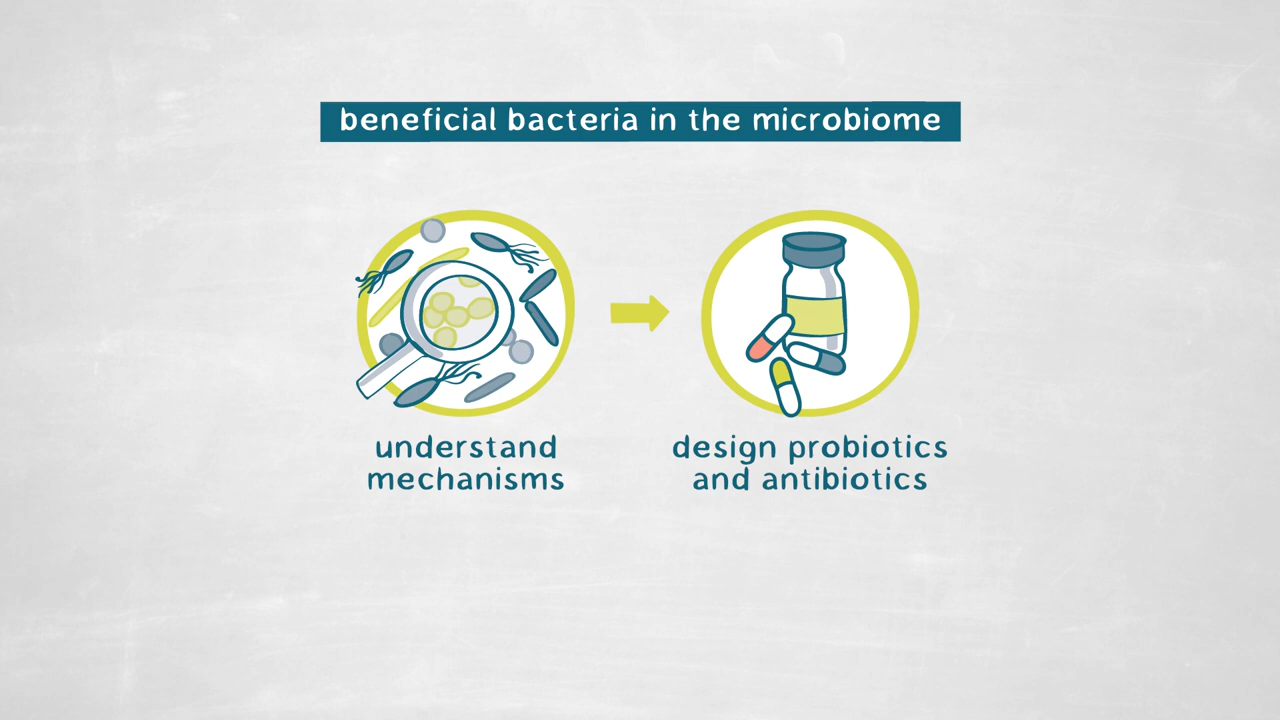 beneficial bacteria in the microbiome
understand
mechanisms
design probiotics
and antibiotics